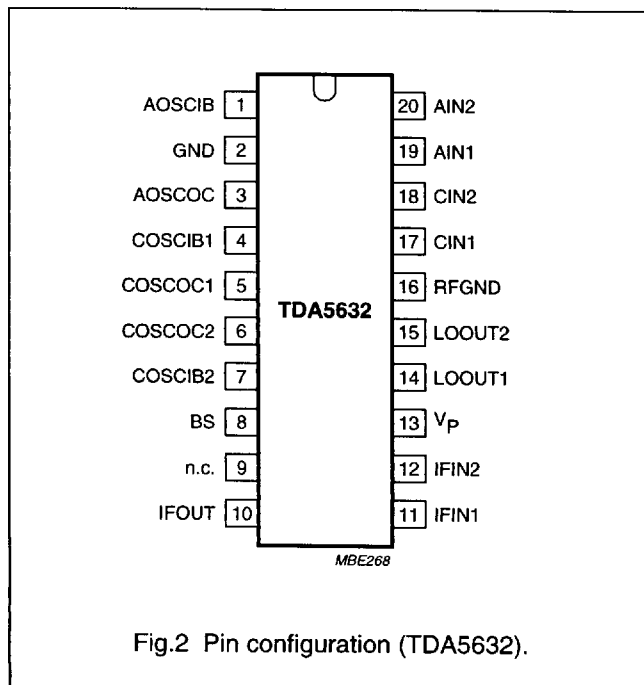 AOSCIB 1 20 AIN2
GND 2 19 AIN1
AOSCOC 3 18 CIN2
COSCIB1 4 17 CIN1
COSCOC1 5 16 RFGND
TDA5632
COSCOC2 6 15 LOOUT2
COSCIB2 7 14 LOOUT1
BS 8 13 VP
n.c. 9 12 IFIN2
IFOUT 10 11 IFIN1
MBE268
Fig.2 Pin configuration (TDA5632).